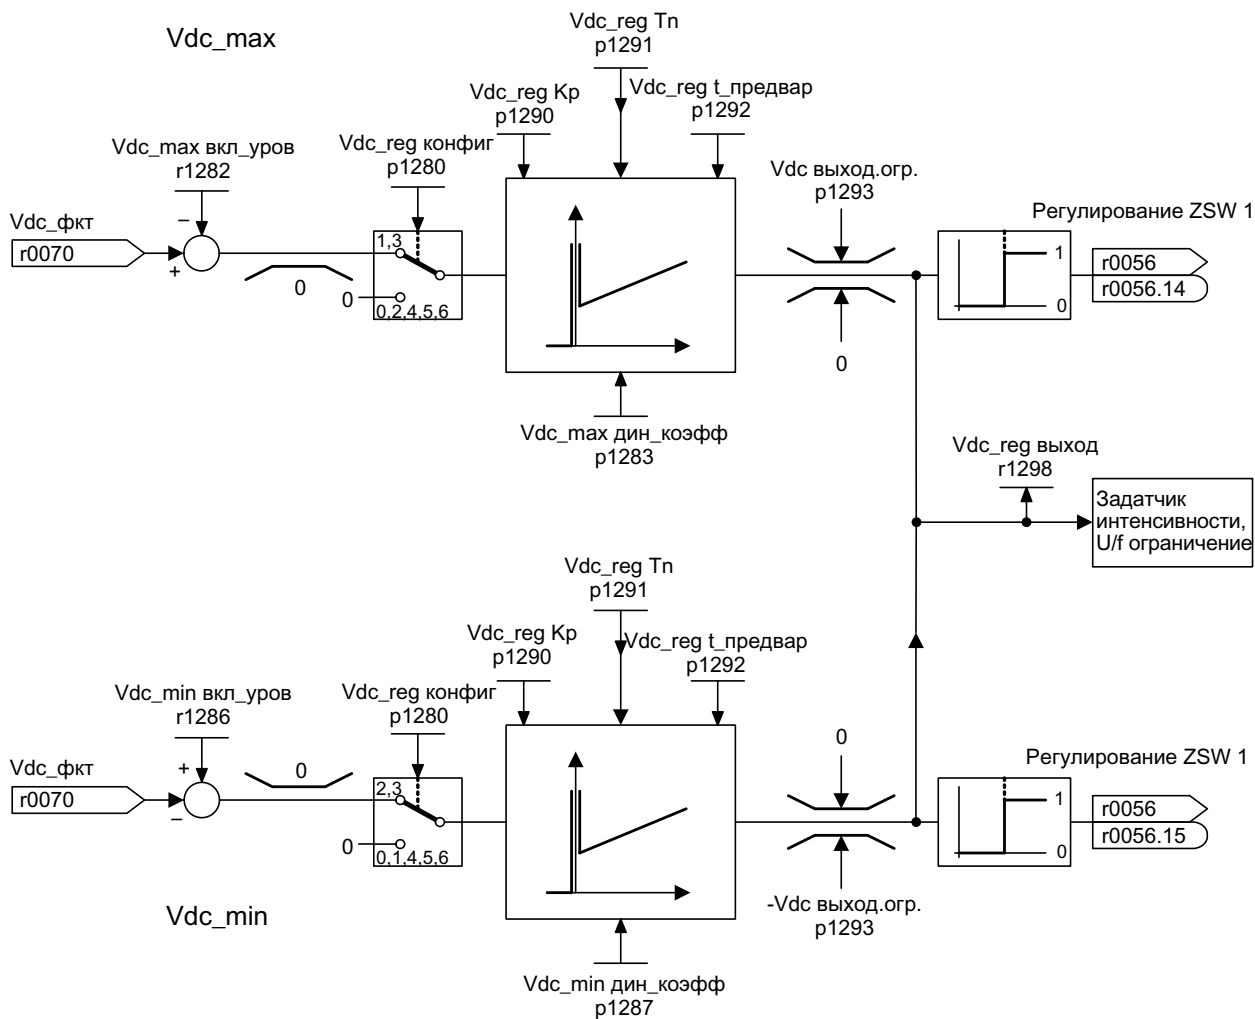 Vdc_max
Vdc_reg Tn
p1291
Vdc_reg Kp
p1290
Vdc_reg t_предвар
p1292
Vdc_max вкл_уров
r1282
Vdc_reg конфиг
p1280
Vdc выход.огр.
p1293
Vdc_фкт
r0070
–
+
0
1,3
0
0,2,4,5,6
0
Регулирование ZSW 1
1
0
r0056
r0056.14
Vdc_max дин_коэфф
p1283
Vdc_reg выход
r1298
Задатчик
интенсивности,
U/f ограничение
Vdc_reg Tn
p1291
Vdc_reg Kp
p1290
Vdc_reg t_предвар
p1292
Vdc_min вкл_уров
r1286
Vdc_reg конфиг
p1280
0
Vdc_фкт
r0070
+
–
0
2,3
0
0,1,4,5,6
-Vdc выход.огр.
p1293
Регулирование ZSW 1
1
0
r0056
r0056.15
Vdc_min
Vdc_min дин_коэфф
p1287